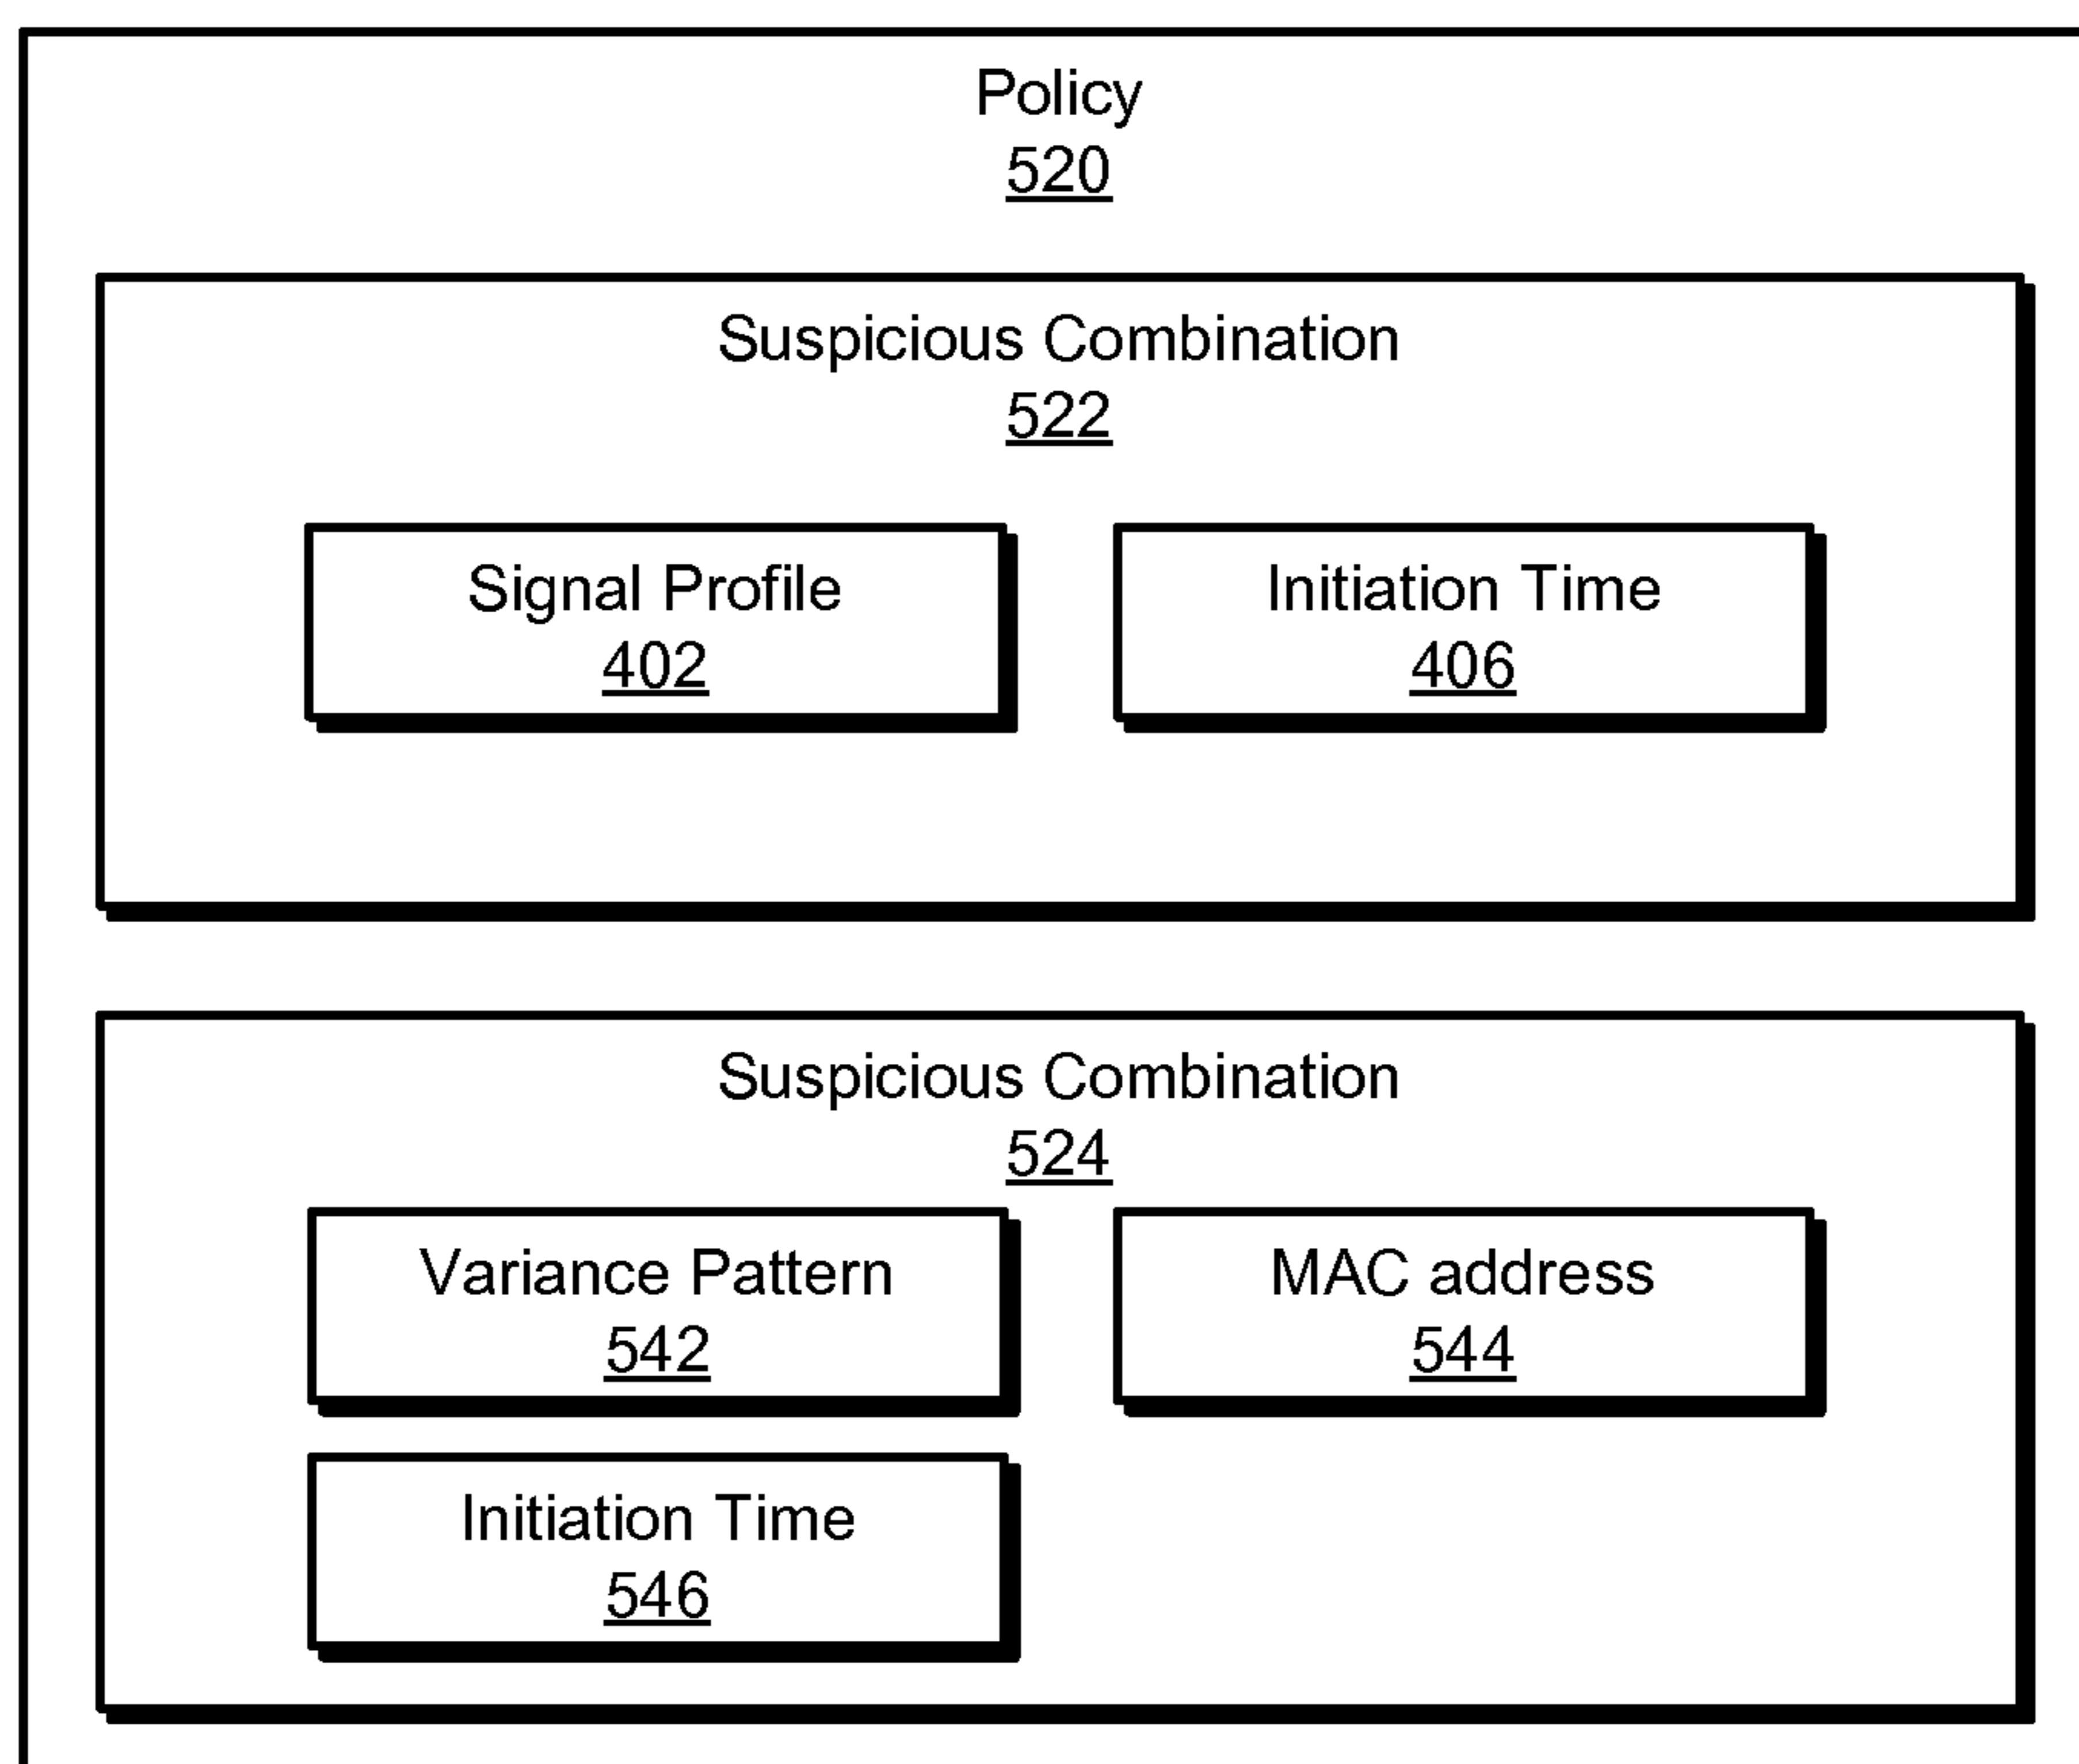 Policy
520
Suspicious Combination
522
Signal Profile
402
Initiation Time
406
Suspicious Combination
524
Variance Pattern
542
MAC address
544
Initiation Time
546